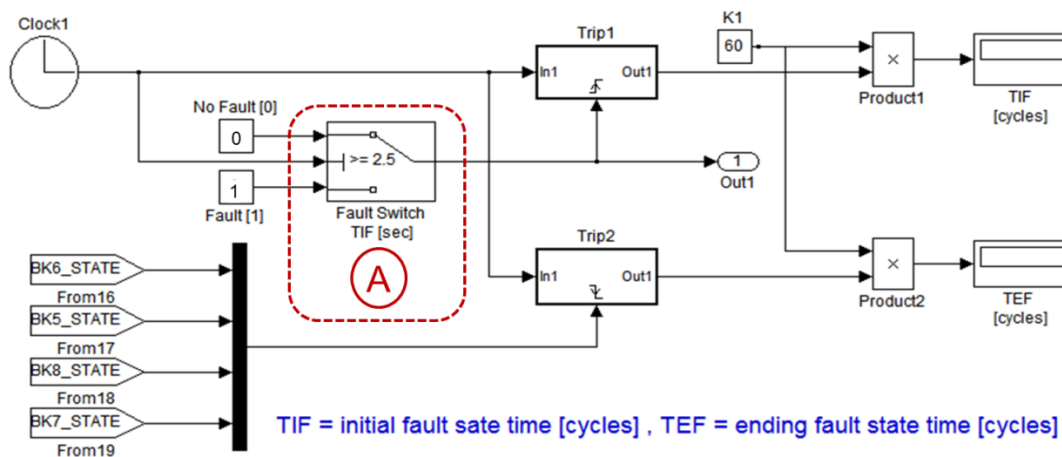 Clock1
K1
60
Trip1
In1
Out1
×
Product1
TIF
[cycles]
No Fault [0]
0
>= 2.5
1
Out1
1
Fault [1]
Fault Switch
TIF [sec]
A
Trip2
In1
Out1
×
Product2
TEF
[cycles]
BK6_STATE
From16
BK5_STATE
From17
BK8_STATE
From18
BK7_STATE
From19
TIF = initial fault sate time [cycles] , TEF = ending fault state time [cycles]